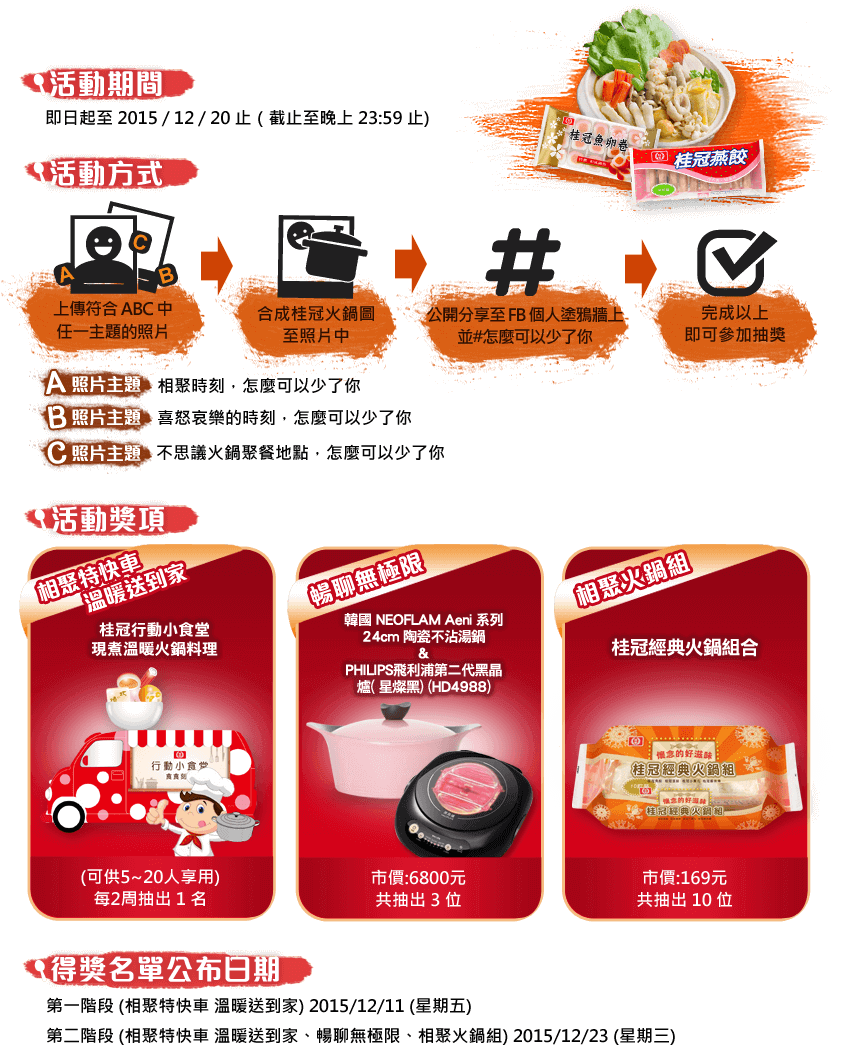 活動期間
即日起至 2015 / 12 / 20 止 ( 截止至晚上 23:59 止)
桂冠魚卵卷
桂冠燕餃
活動方式
A
C
B
上傳符合 ABC 中
任一主題的照片
合成桂冠火鍋圖
至照片中
公開分享至 FB 個人塗鴉牆上
並#怎麼可以少了你
完成以上
即可參加抽獎
A 照片主題 相聚時刻，怎麼可以少了你
B 照片主題 喜怒哀樂的時刻，怎麼可以少了你
C 照片主題 不思議火鍋聚餐地點，怎麼可以少了你
活動獎項
相聚特快車
溫暖送到家
桂冠行動小食堂
現煮溫暖火鍋料理
行動小食堂
(可供5~20人享用)
每2周抽出 1 名
暢聊無極限
韓國 NEOFLAM Aeni 系列
24cm 陶瓷不沾湯鍋
&
PHILIPS飛利浦第二代黑晶
爐( 星燦黑) (HD4988)
市價:6800元
共抽出 3 位
相聚火鍋組
桂冠經典火鍋組合
懷念的好滋味
桂冠經典火鍋組
懷念的好滋味
桂冠經典火鍋組
市價:169元
共抽出 10 位
得獎名單公布日期
第一階段 (相聚特快車 溫暖送到家) 2015/12/11 (星期五)
第二階段 (相聚特快車 溫暖送到家、暢聊無極限、相聚火鍋組) 2015/12/23 (星期三)